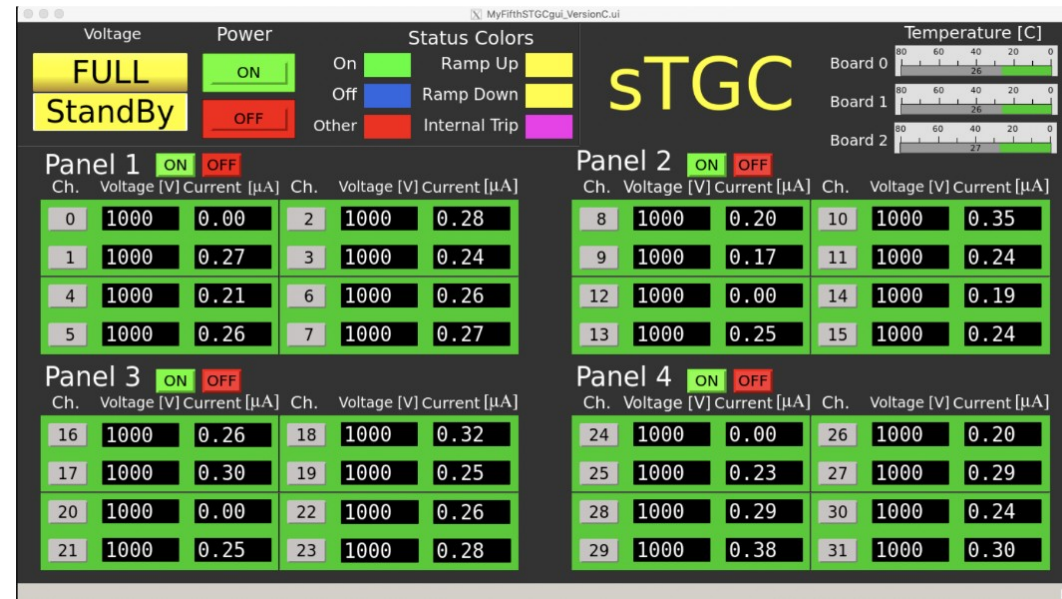 MyFifthSTGCgui_VersionC.ui
Voltage Power Status Colors sTGC Temperature [C]
FULL ON On Ramp Up Board 0 80 60 40 20 0 26
StandBy OFF Off Ramp Down Board 1 80 60 40 20 0 26
Other Internal Trip Board 2 80 60 40 20 0 27
Panel 1 ON OFF
Ch. Voltage [V] Current [μA] Ch. Voltage [V] Current [μA]
0 1000 0.00 2 1000 0.28
1 1000 0.27 3 1000 0.24
4 1000 0.21 6 1000 0.26
5 1000 0.26 7 1000 0.27
Panel 2 ON OFF
Ch. Voltage [V] Current [μA] Ch. Voltage [V] Current [μA]
8 1000 0.20 10 1000 0.35
9 1000 0.17 11 1000 0.24
12 1000 0.00 14 1000 0.19
13 1000 0.25 15 1000 0.24
Panel 3 ON OFF
Ch. Voltage [V] Current [μA] Ch. Voltage [V] Current [μA]
16 1000 0.26 18 1000 0.32
17 1000 0.30 19 1000 0.25
20 1000 0.00 22 1000 0.26
21 1000 0.25 23 1000 0.28
Panel 4 ON OFF
Ch. Voltage [V] Current [μA] Ch. Voltage [V] Current [μA]
24 1000 0.00 26 1000 0.20
25 1000 0.23 27 1000 0.29
28 1000 0.29 30 1000 0.24
29 1000 0.38 31 1000 0.30